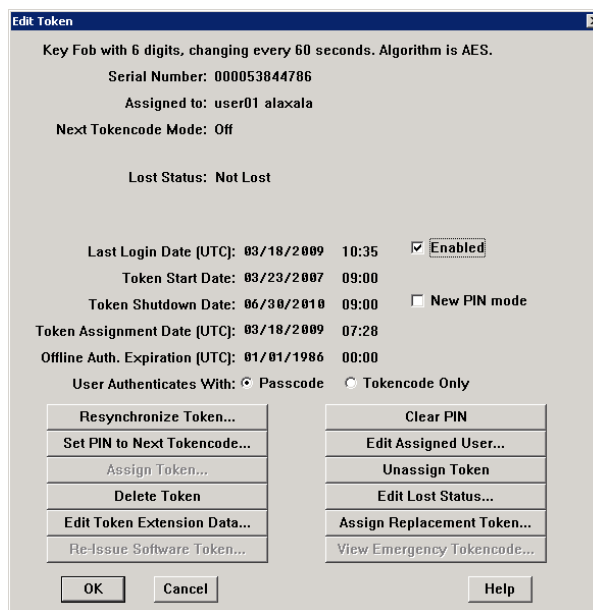 Edit Token
Key Fob with 6 digits, changing every 60 seconds. Algorithm is AES.
Serial Number: 000053844786
Assigned to: user01 alaxala
Next Tokencode Mode: Off
Lost Status: Not Lost
Last Login Date (UTC): 03/18/2009 10:35 Enabled
Token Start Date: 03/23/2007 09:00
Token Shutdown Date: 06/30/2010 09:00 New PIN mode
Token Assignment Date (UTC): 03/18/2009 07:28
Offline Auth. Expiration (UTC): 01/01/1986 00:00
User Authenticates With: Passcode Tokencode Only
Resynchronize Token... Clear PIN
Set PIN to Next Tokencode... Edit Assigned User...
Assign Token... Unassign Token
Delete Token Edit Lost Status...
Edit Token Extension Data... Assign Replacement Token...
Re-Issue Software Token... View Emergency Tokencode...
OK Cancel Help